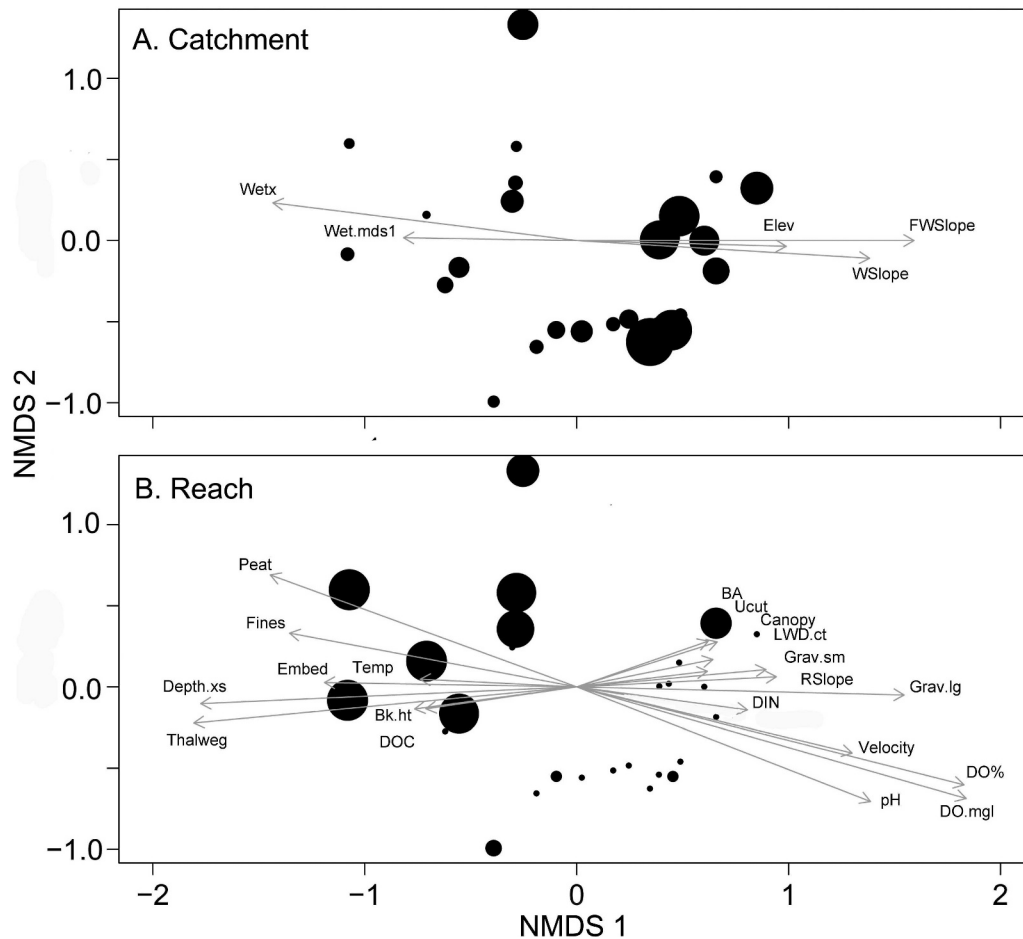 A. Catchment
1.0
Wetx
Wet.mds1
Elev
FWSlope
0.0
WSlope
−1.0
NMDS 2
B. Reach
1.0
Peat
BA
Ucut
Fines
Canopy
LWD.ct
Embed
Temp
Grav.sm
Depth.xs
RSlope
0.0
Grav.lg
Bk.ht
DIN
Thalweg
DOC
Velocity
DO%
pH
DO.mgl
−1.0
−2 −1 0 1 2
NMDS 1